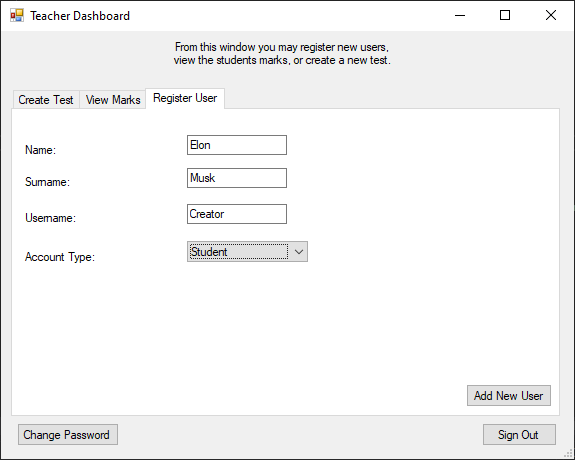 Teacher Dashboard
From this window you may register new users,
view the students marks, or create a new test.
Create Test View Marks Register User
Name: Elon
Surname: Musk
Username: Creator
Account Type: Student
Add New User
Change Password Sign Out